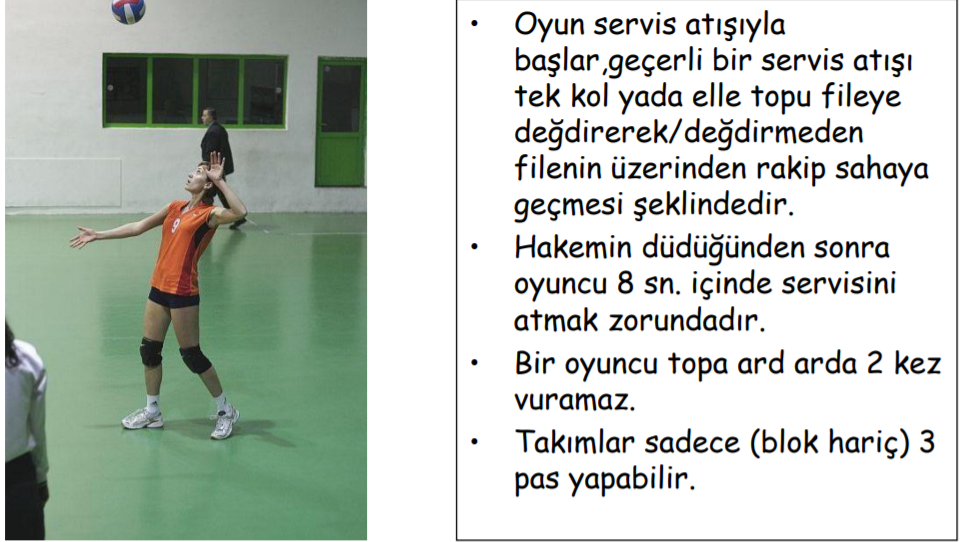 • Oyun servis atışıyla
başlar,geçerli bir servis atışı
tek kol yada elle topu fileye
değdirerek/değdirmeden
filenin üzerinden rakip sahaya
geçmesi şeklindedir.
• Hakemin düdüğünden sonra
oyuncu 8 sn. içinde servisini
atmak zorundadır.
• Bir oyuncu topa ard arda 2 kez
vuramaz.
• Takımlar sadece (blok hariç) 3
pas yapabilir.
9